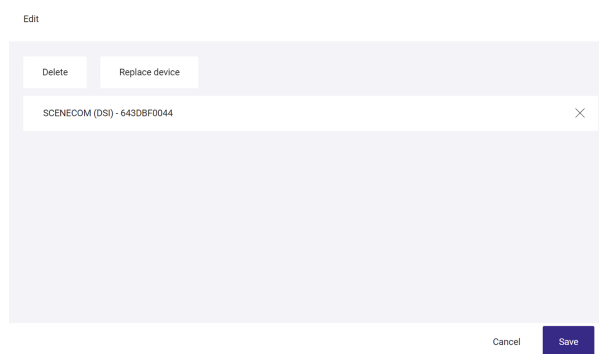 Edit
Delete Replace device
SCENECOM (DSI) - 643DBF0044
Cancel Save